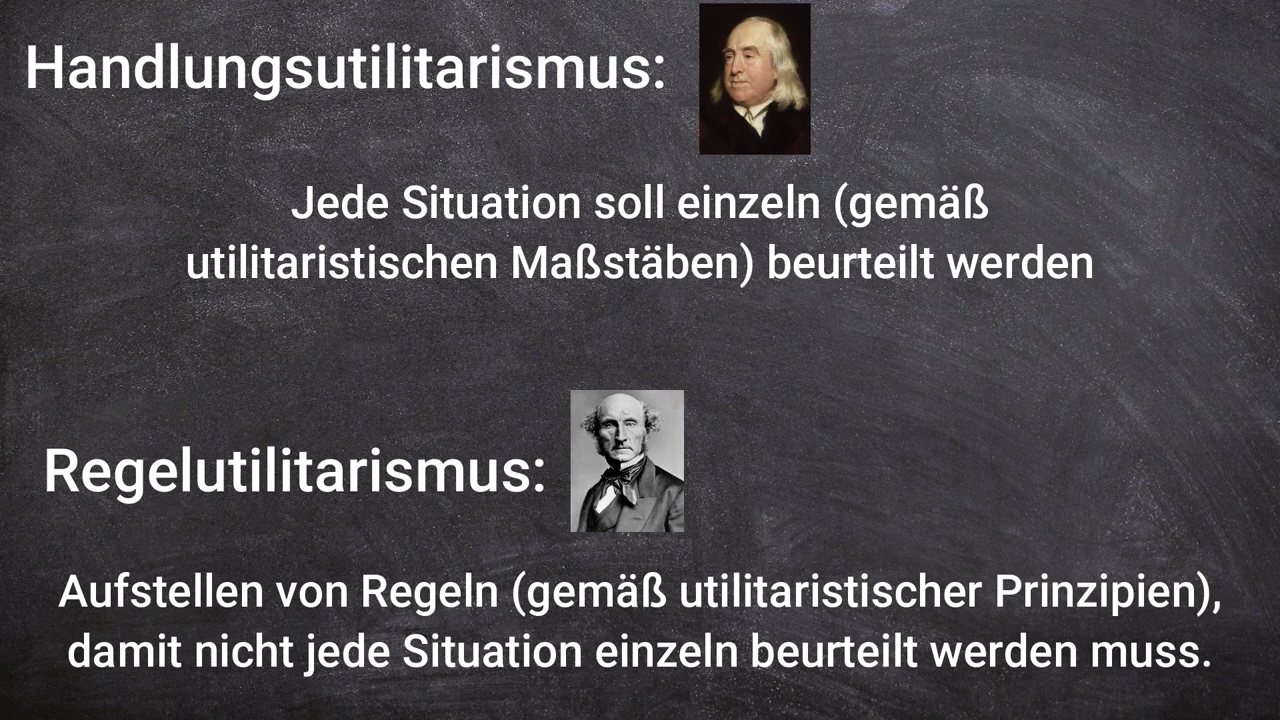 Handlungsutilitarismus:
Jede Situation soll einzeln (gemäß
utilitaristischen Maßstäben) beurteilt werden
Regelutilitarismus:
Aufstellen von Regeln (gemäß utilitaristischer Prinzipien),
damit nicht jede Situation einzeln beurteilt werden muss.